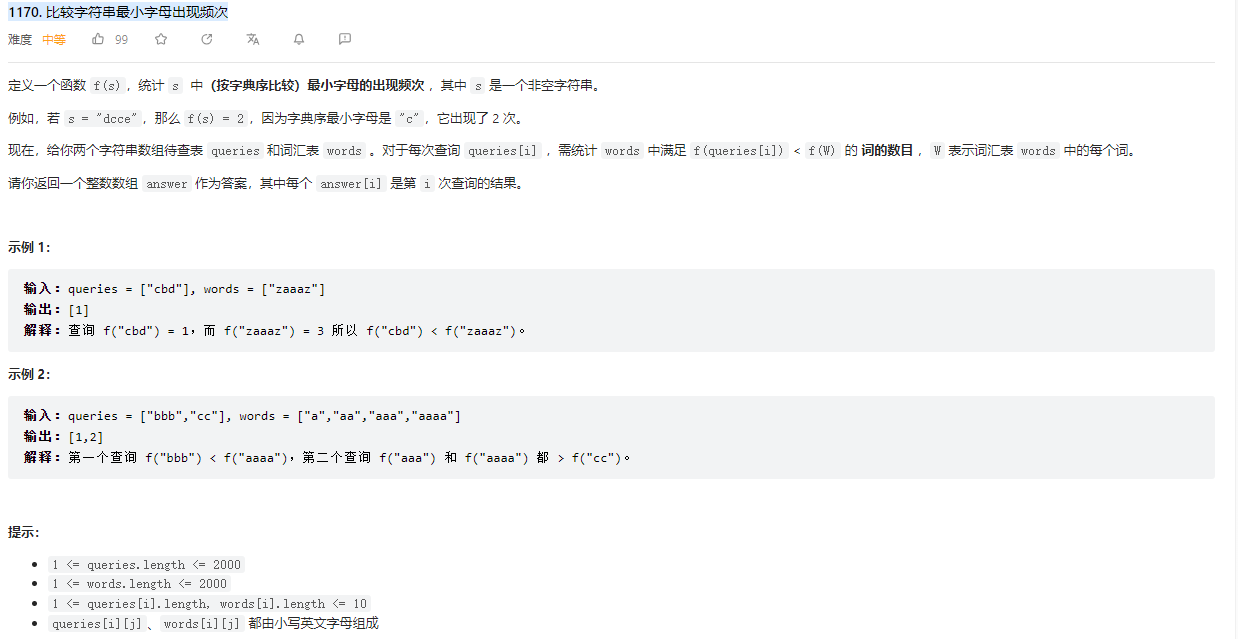 1170. 比较字符串最小字母出现频次
难度 中等 99
定义一个函数 f(s)，统计 s 中（按字典序比较）最小字母的出现频次 ，其中 s 是一个非空字符串。
例如，若 s = "dcce"，那么 f(s) = 2，因为字典序最小字母是 "c"，它出现了 2 次。
现在，给你两个字符串数组待查表 queries 和词汇表 words 。对于每次查询 queries[i] ，需统计 words 中满足 f(queries[i]) < f(W) 的 词的数目 ，W 表示词汇表 words 中的每个词。
请你返回一个整数数组 answer 作为答案，其中每个 answer[i] 是第 i 次查询的结果。
示例 1：
输入：queries = ["cbd"], words = ["zaaaz"]
输出：[1]
解释：查询 f("cbd") = 1，而 f("zaaaz") = 3 所以 f("cbd") < f("zaaaz")。
示例 2：
输入：queries = ["bbb","cc"], words = ["a","aa","aaa","aaaa"]
输出：[1,2]
解释：第一个查询 f("bbb") < f("aaaa")，第二个查询 f("aaa") 和 f("aaaa") 都 > f("cc")。
提示：
1 <= queries.length <= 2000
1 <= words.length <= 2000
1 <= queries[i].length, words[i].length <= 10
queries[i][j] 、words[i][j] 都由小写英文字母组成